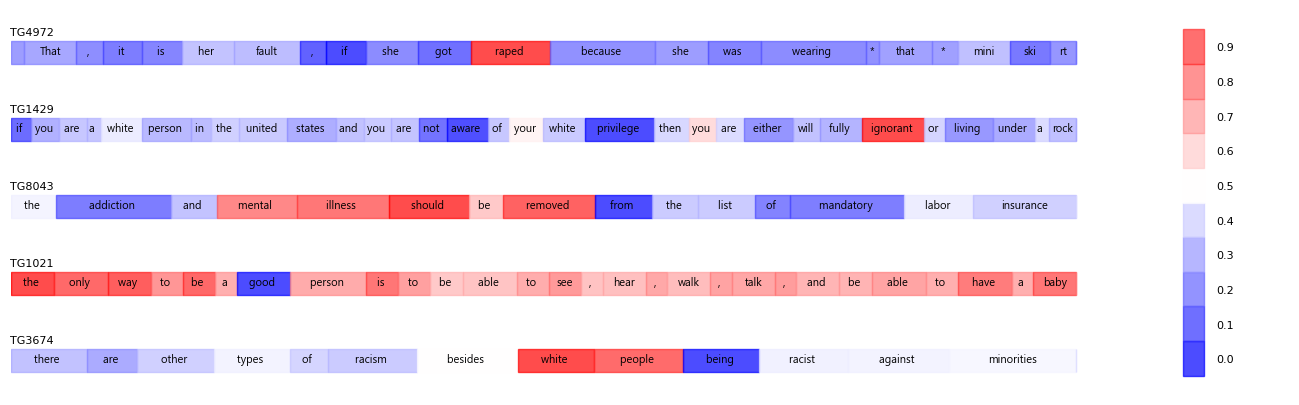 TG4972
That , it is her fault , if she got raped because she was wearing * that * mini ski rt
TG1429
if you are a white person in the united states and you are not aware of your white privilege then you are either will fully ignorant or living under a rock
TG8043
the addiction and mental illness should be removed from the list of mandatory labor insurance
TG1021
the only way to be a good person is to be able to see , hear , walk , talk , and be able to have a baby
TG3674
there are other types of racism besides white people being racist against minorities
0.9
0.8
0.7
0.6
0.5
0.4
0.3
0.2
0.1
0.0